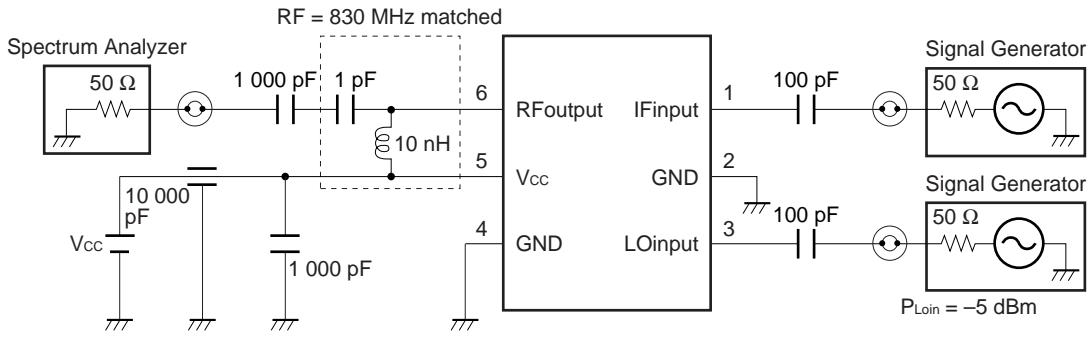 RF = 830 MHz matched
Spectrum Analyzer
50 Ω
1 000 pF
1 pF
10 nH
10 000
pF
VCC
1 000 pF
6
RFoutput
5
VCC
4
GND
IFinput
1
GND
2
LOinput
3
100 pF
Signal Generator
50 Ω
100 pF
Signal Generator
50 Ω
PLoin = –5 dBm